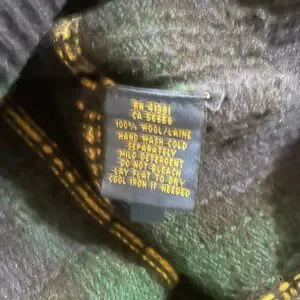 RN 41381
CA 56658
100% WOOL/LAINE
HAND WASH COLD
SEPARATELY
MILD DETERGENT
DO NOT BLEACH
LAY FLAT TO DRY
COOL IRON IF NEEDED